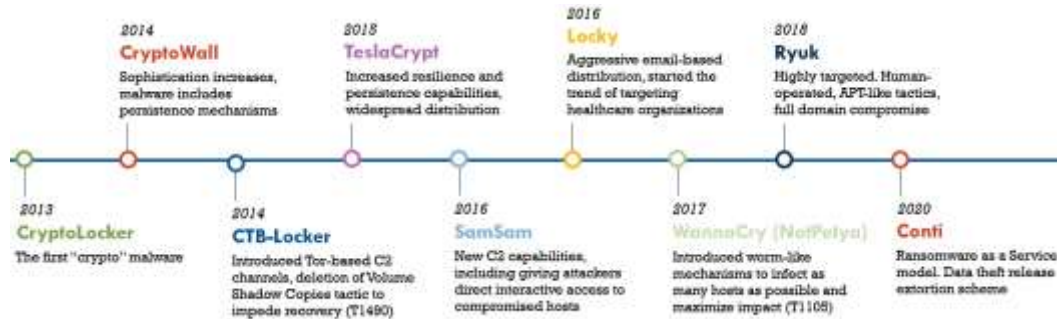 2013
CryptoLocker
The first "crypto" malware
2014
CryptoWall
Sophistication increases,
malware includes
persistence mechanisms
2014
CTB-Locker
Introduced Tor-based C2
channels, deletion of Volume
Shadow Copies tactic to
impede recovery (T1490)
2015
TeslaCrypt
Increased resilience and
persistence capabilities,
widespread distribution
2016
SamSam
New C2 capabilities,
including giving attackers
direct interactive access to
compromised hosts
2016
Locky
Aggressive email-based
distribution, started the
trend of targeting
healthcare organizations
2017
WannaCry (NotPetya)
Introduced worm-like
mechanisms to infect as
many hosts as possible and
maximize impact (T1105)
2018
Ryuk
Highly targeted. Human-
operated, APT-like tactics,
full domain compromise
2020
Conti
Ransomware as a Service
model. Data theft release
extortion scheme